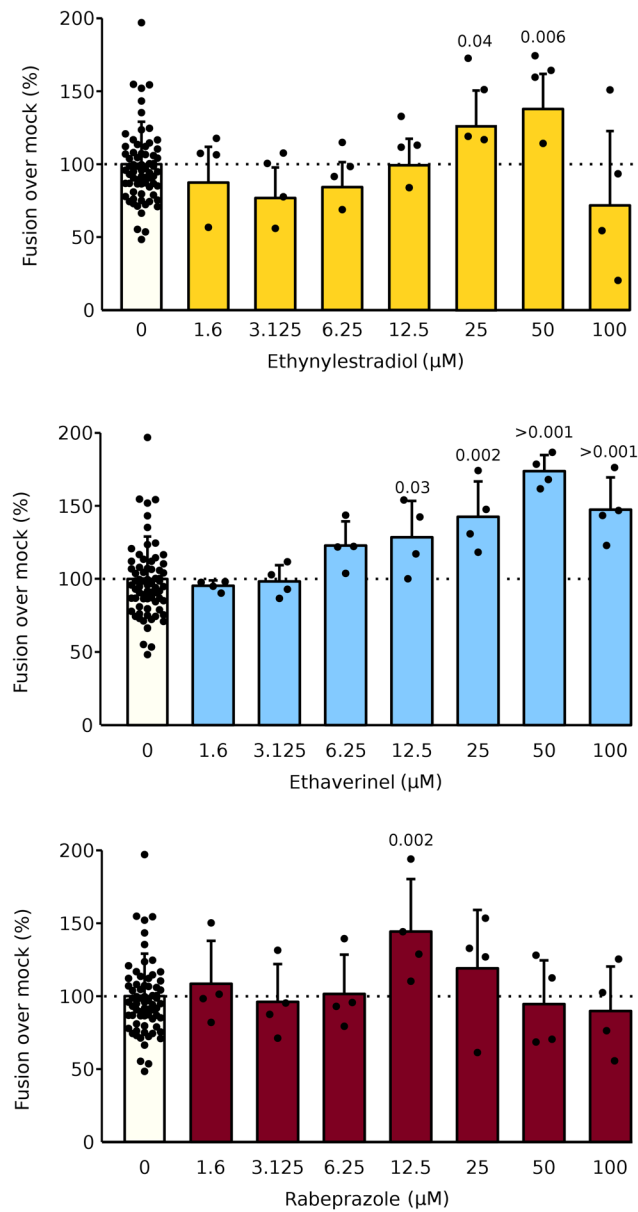 200
0.04
0.006
150
100
50
0
Fusion over mock (%)
0 1.6 3.125 6.25 12.5 25 50 100
Ethynylestradiol (μM)
200
>0.001
>0.001
0.002
0.03
150
100
50
0
Fusion over mock (%)
0 1.6 3.125 6.25 12.5 25 50 100
Ethaverinel (μM)
200
0.002
150
100
50
0
Fusion over mock (%)
0 1.6 3.125 6.25 12.5 25 50 100
Rabeprazole (μM)